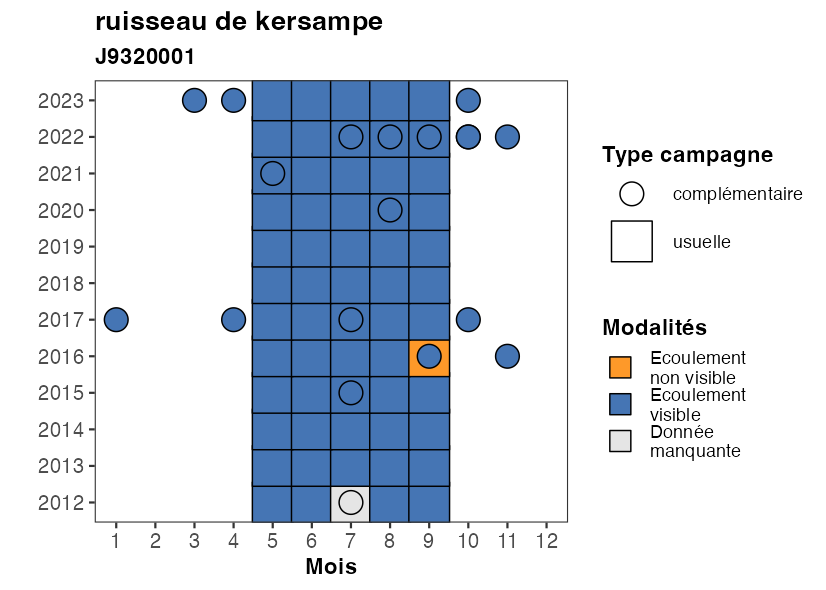 ruisseau de kersampe
J9320001
2023
2022
2021
2020
2019
2018
2017
2016
2015
2014
2013
2012
1 2 3 4 5 6 7 8 9 10 11 12
Mois
Type campagne
complémentaire
usuelle
Modalités
Ecoulement
non visible
Ecoulement
visible
Donnée
manquante